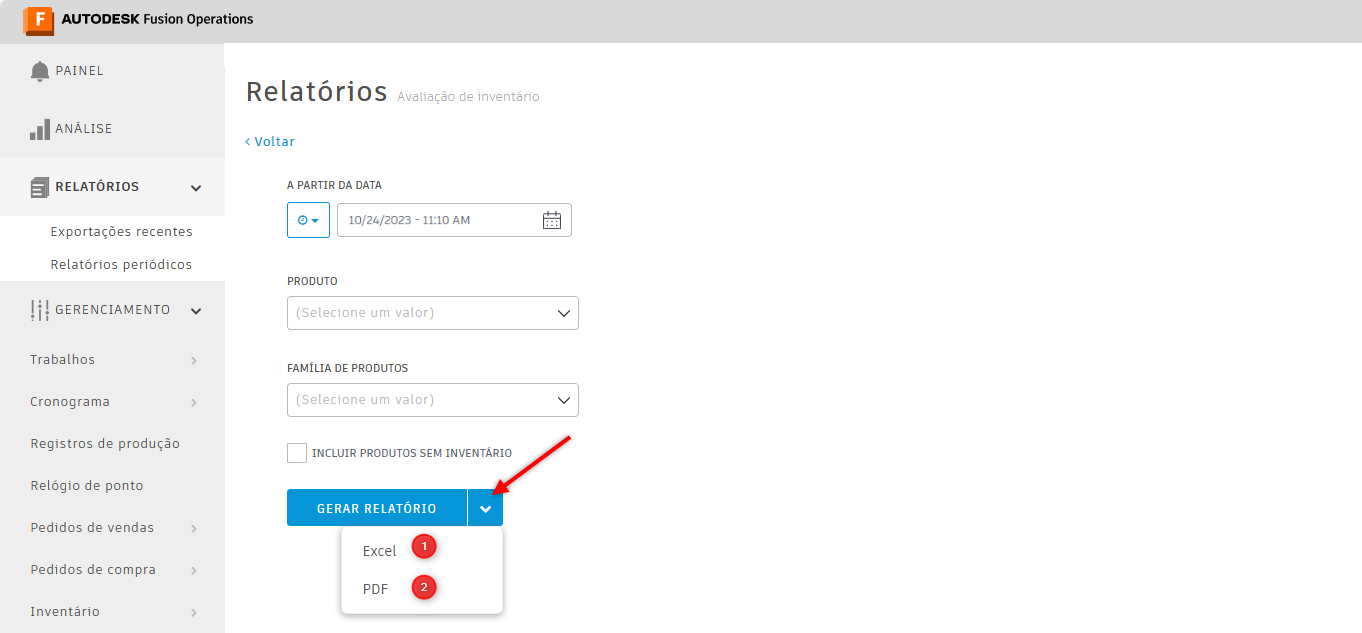 F AUTODESK Fusion Operations
PAINEL
ANÁLISE
RELATÓRIOS
Exportações recentes
Relatórios periódicos
GERENCIAMENTO
Trabalhos
Cronograma
Registros de produção
Relógio de ponto
Pedidos de vendas
Pedidos de compra
Inventário
Relatórios Avaliação de inventário
Voltar
A PARTIR DA DATA
10/24/2023 - 11:10 AM
PRODUTO
(Selecione um valor)
FAMÍLIA DE PRODUTOS
(Selecione um valor)
INCLUIR PRODUTOS SEM INVENTÁRIO
GERAR RELATÓRIO
Excel 1
PDF 2